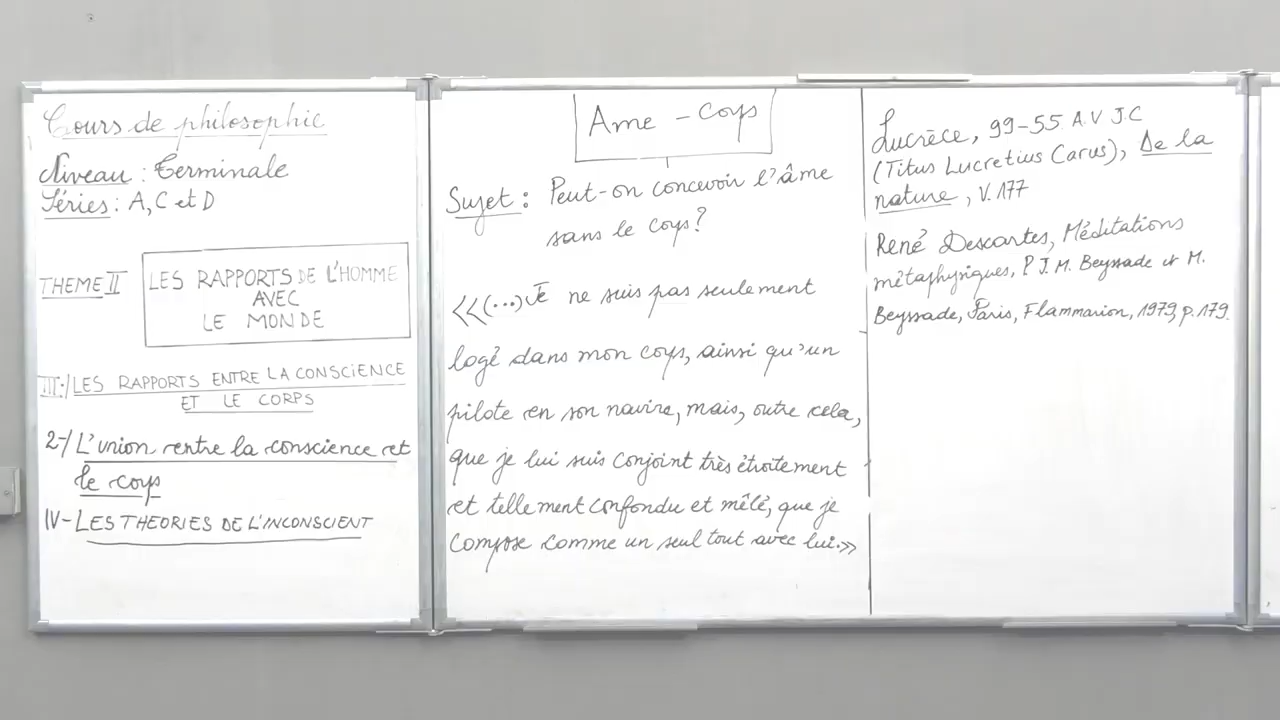 Cours de philosophie
Niveau : Terminale
Séries : A, C et D
THEME II
LES RAPPORTS DE L'HOMME
AVEC
LE MONDE
III-/ LES RAPPORTS ENTRE LA CONSCIENCE
ET LE CORPS
2-/ L'union entre la conscience et
le corps
IV- LES THEORIES DE L'INCONSCIENT
Ame - Corps
Sujet : Peut-on concevoir l'âme
sans le corps?
<<(...) Je ne suis pas seulement
logé dans mon corps, ainsi qu'un
pilote en son navire, mais, outre cela,
que je lui suis conjoint très étroitement
et tellement confondu et mêlé, que je
compose comme un seul tout avec lui.>>
Lucrèce, 99-55 A.V J.C
(Titus Lucretius Carus), De la
nature, V. 177
René Descartes, Méditations
métaphysiques, P J.M. Beyssade et M.
Beyssade, Paris, Flammarion, 1979, p. 179.